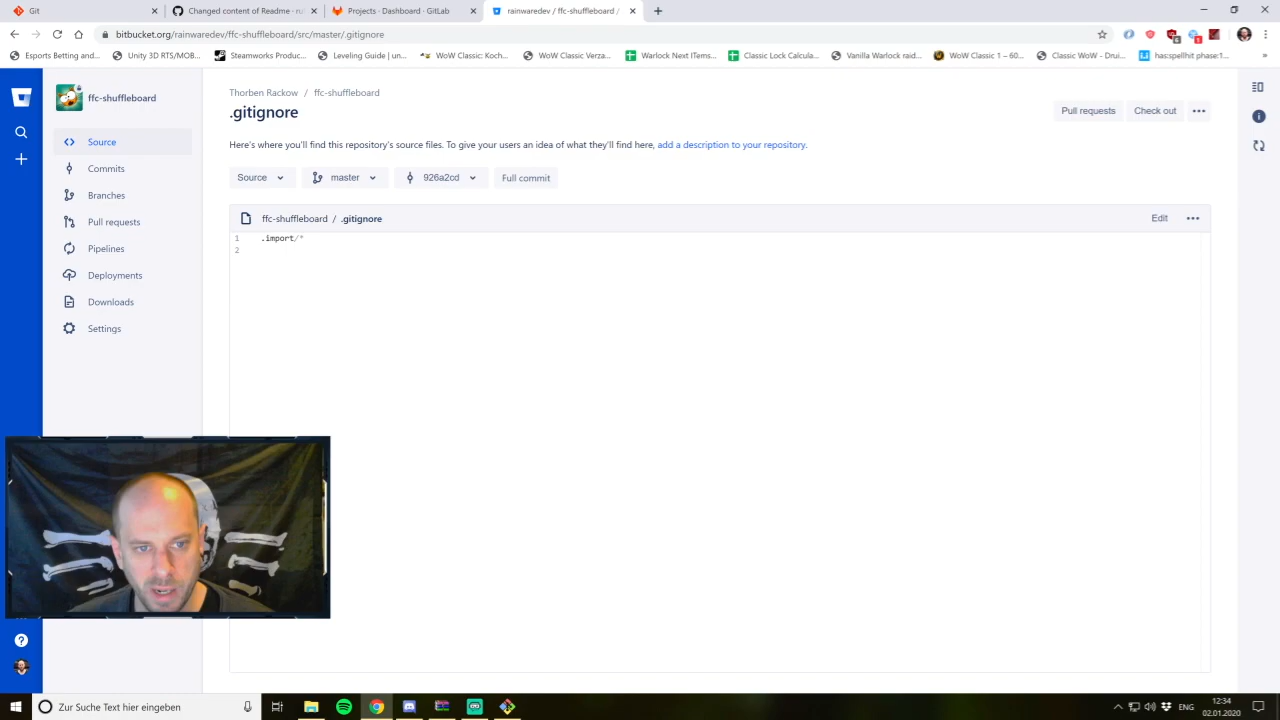 Git
Changed content of Readme · ru
Projects · Dashboard · GitLab
rainwaredev / ffc-shuffleboard /
bitbucket.org/rainwaredev/ffc-shuffleboard/src/master/.gitignore
Esports Betting and...
Unity 3D RTS/MOB...
Steamworks Produc...
Leveling Guide | un...
WoW Classic: Koch...
WoW Classic Verza...
Warlock Next ITems...
Classic Lock Calcula...
Vanilla Warlock raid...
WoW Classic 1 – 60...
Classic WoW - Drui...
has:spellhit phase:1...
»
ffc-shuffleboard
Source
Commits
Branches
Pull requests
Pipelines
Deployments
Downloads
Settings
Thorben Rackow / ffc-shuffleboard
.gitignore
Pull requests
Check out
Here's where you'll find this repository's source files. To give your users an idea of what they'll find here, add a description to your repository.
Source
master
926a2cd
Full commit
ffc-shuffleboard / .gitignore
Edit
1 .import/*
2
Zur Suche Text hier eingeben
ENG
12:34
02.01.2020